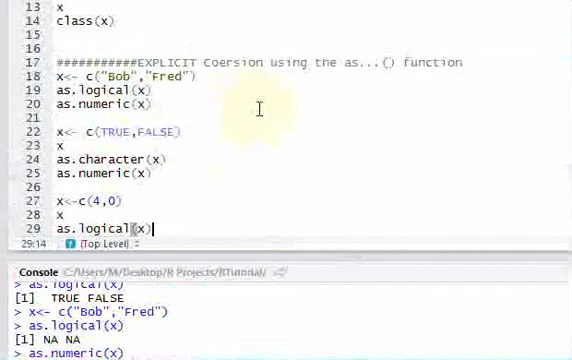 13 x
14 class(x)
15
16
17 ###########EXPLICIT Coersion using the as...() function
18 x<- c("Bob","Fred")
19 as.logical(x)
20 as.numeric(x)
21
22 x<- c(TRUE,FALSE)
23 x
24 as.character(x)
25 as.numeric(x)
26
27 x<-c(4,0)
28 x
29 as.logical(x)
29:14 (Top Level)
Console C:/Users/M/Desktop/R Projects/RTutorial/
> as.logical(x)
[1] TRUE FALSE
> x<- c("Bob","Fred")
> as.logical(x)
[1] NA NA
> as.numeric(x)